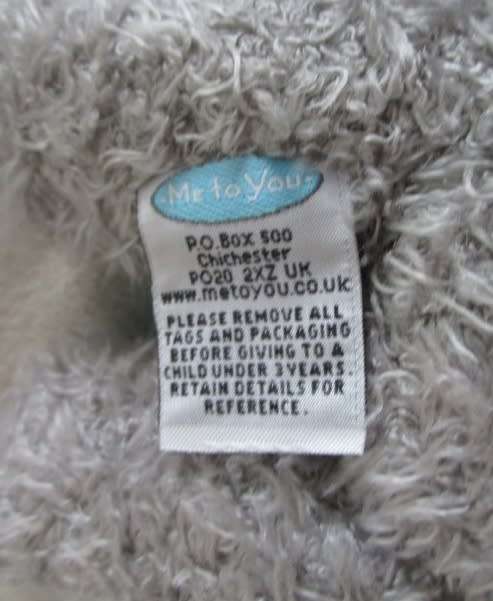 Me to You
P.O.Box 500
Chichester
PO20 2XZ UK
www.metoyou.co.uk
PLEASE REMOVE ALL
TAGS AND PACKAGING
BEFORE GIVING TO A
CHILD UNDER 3 YEARS.
RETAIN DETAILS FOR
REFERENCE.